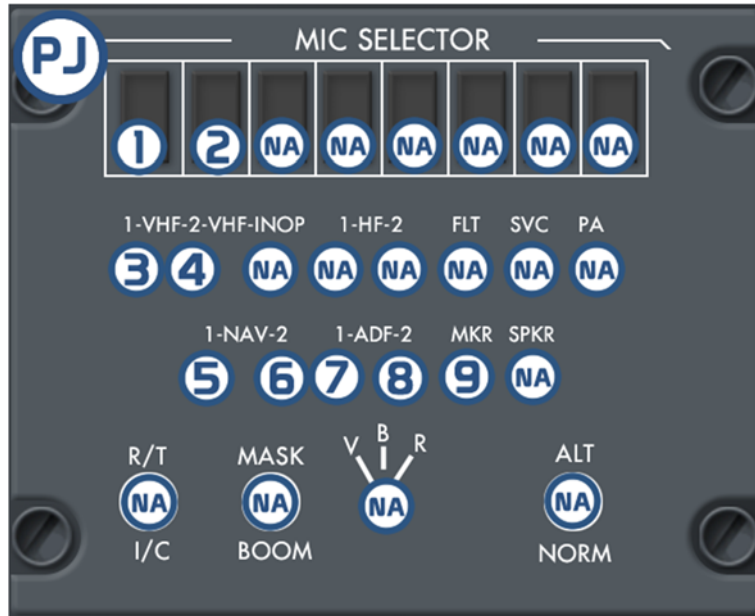 PJ
MIC SELECTOR
1 2 NA NA NA NA NA NA
1-VHF-2-VHF-INOP 1-HF-2 FLT SVC PA
3 4 NA NA NA NA NA NA
1-NAV-2 1-ADF-2 MKR SPKR
5 6 7 8 9 NA
V B R
R/T MASK ALT
NA NA NA NA
I/C BOOM NORM